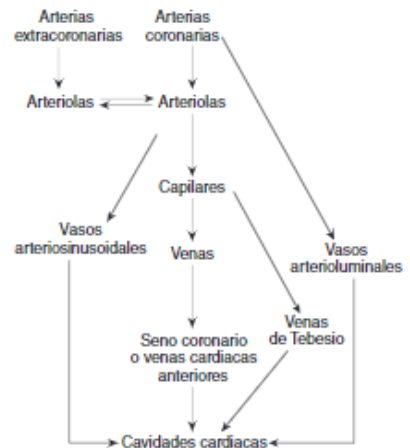 Arterias
extracoronarias
Arterias
coronarias
Arteriolas
Arteriolas
Capilares
Vasos
arteriosinusoidales
Venas
Vasos
arterioluminales
Venas
de Tebesio
Seno coronario
o venas cardiacas
anteriores
Cavidades cardiacas